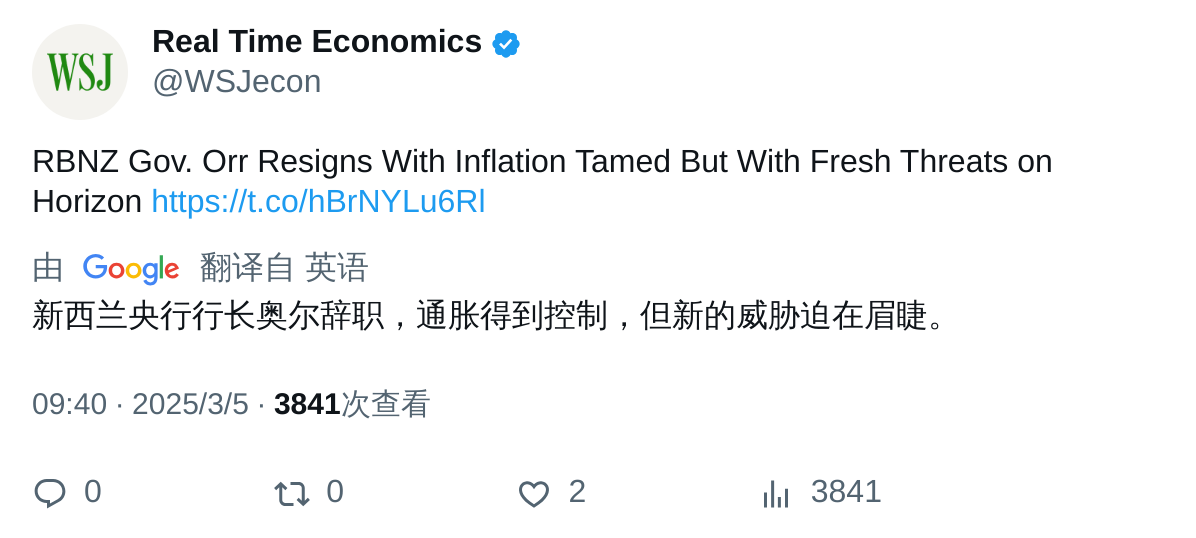 WSJ
Real Time Economics
@WSJecon
RBNZ Gov. Orr Resigns With Inflation Tamed But With Fresh Threats on
Horizon https://t.co/hBrNYLu6Rl
由 Google 翻译自 英语
新西兰央行行长奥尔辞职，通胀得到控制，但新的威胁迫在眉睫。
09:40 · 2025/3/5 · 3841次查看
0 0 2 3841